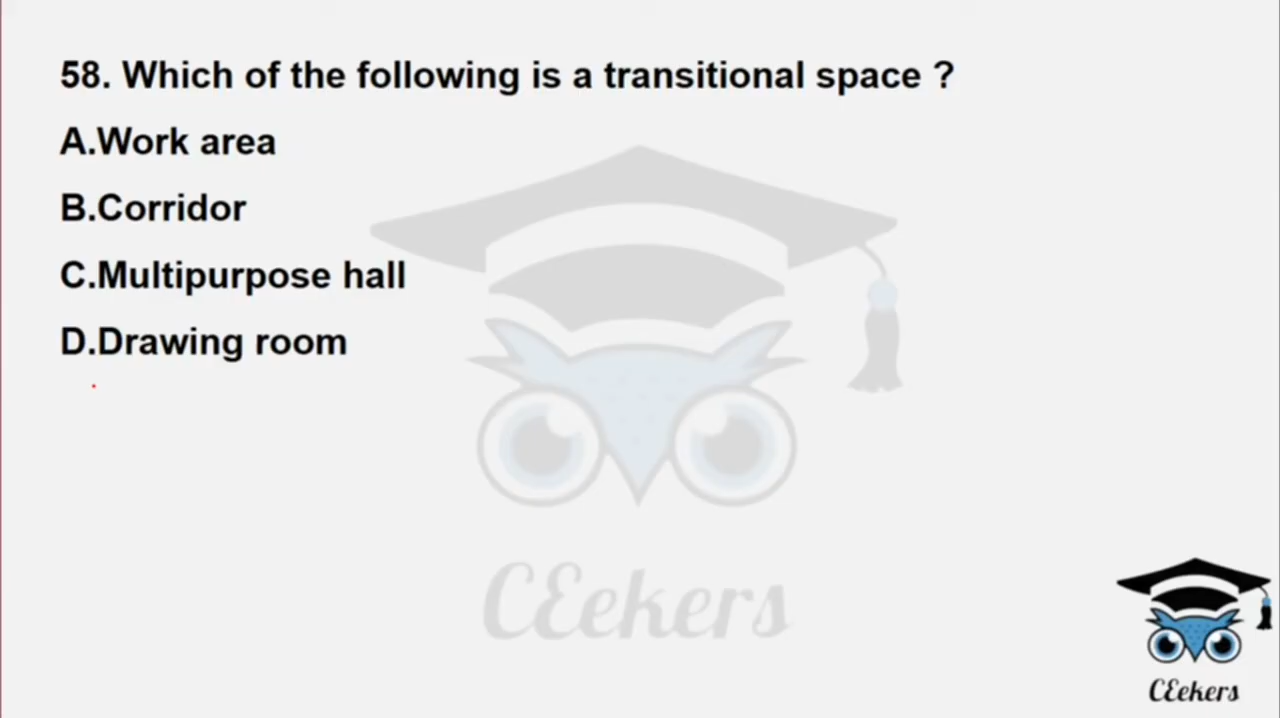 58. Which of the following is a transitional space ?
A.Work area
B.Corridor
C.Multipurpose hall
D.Drawing room
CEekers
CEekers